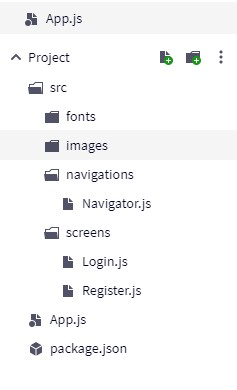 App.js
Project
src
fonts
images
navigations
Navigator.js
screens
Login.js
Register.js
App.js
package.json